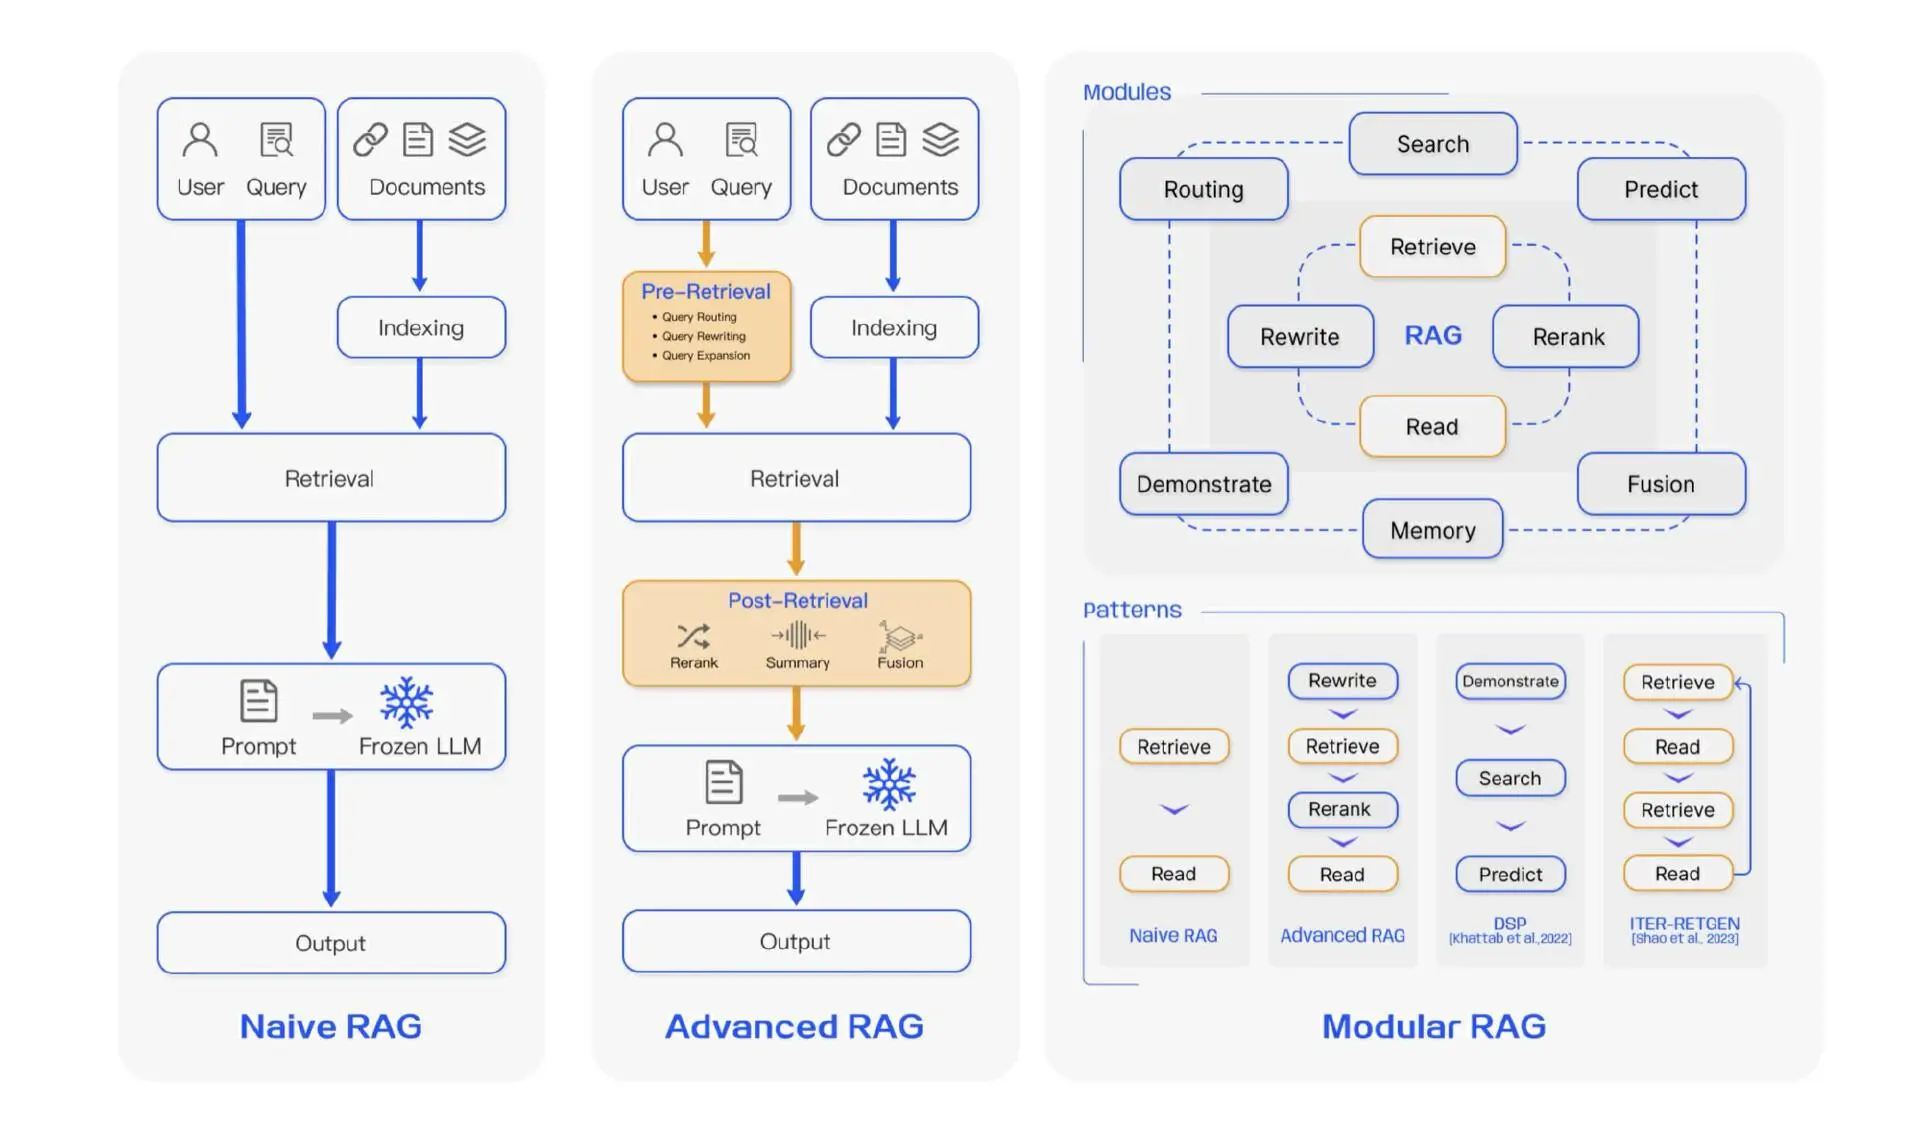 User Query
Documents
Indexing
Retrieval
Prompt
Frozen LLM
Output
Naive RAG
User Query
Documents
Pre-Retrieval
• Query Routing
• Query Rewriting
• Query Expansion
Indexing
Retrieval
Post-Retrieval
Rerank
Summary
Fusion
Prompt
Frozen LLM
Output
Advanced RAG
Modules
Search
Routing
Predict
Retrieve
Rewrite
RAG
Rerank
Read
Demonstrate
Fusion
Memory
Patterns
Retrieve
Read
Naive RAG
Rewrite
Retrieve
Rerank
Read
Advanced RAG
Demonstrate
Search
Predict
DSP
[Khattab et al.,2022]
Retrieve
Read
Retrieve
Read
ITER-RETGEN
[Shao et al., 2023]
Modular RAG